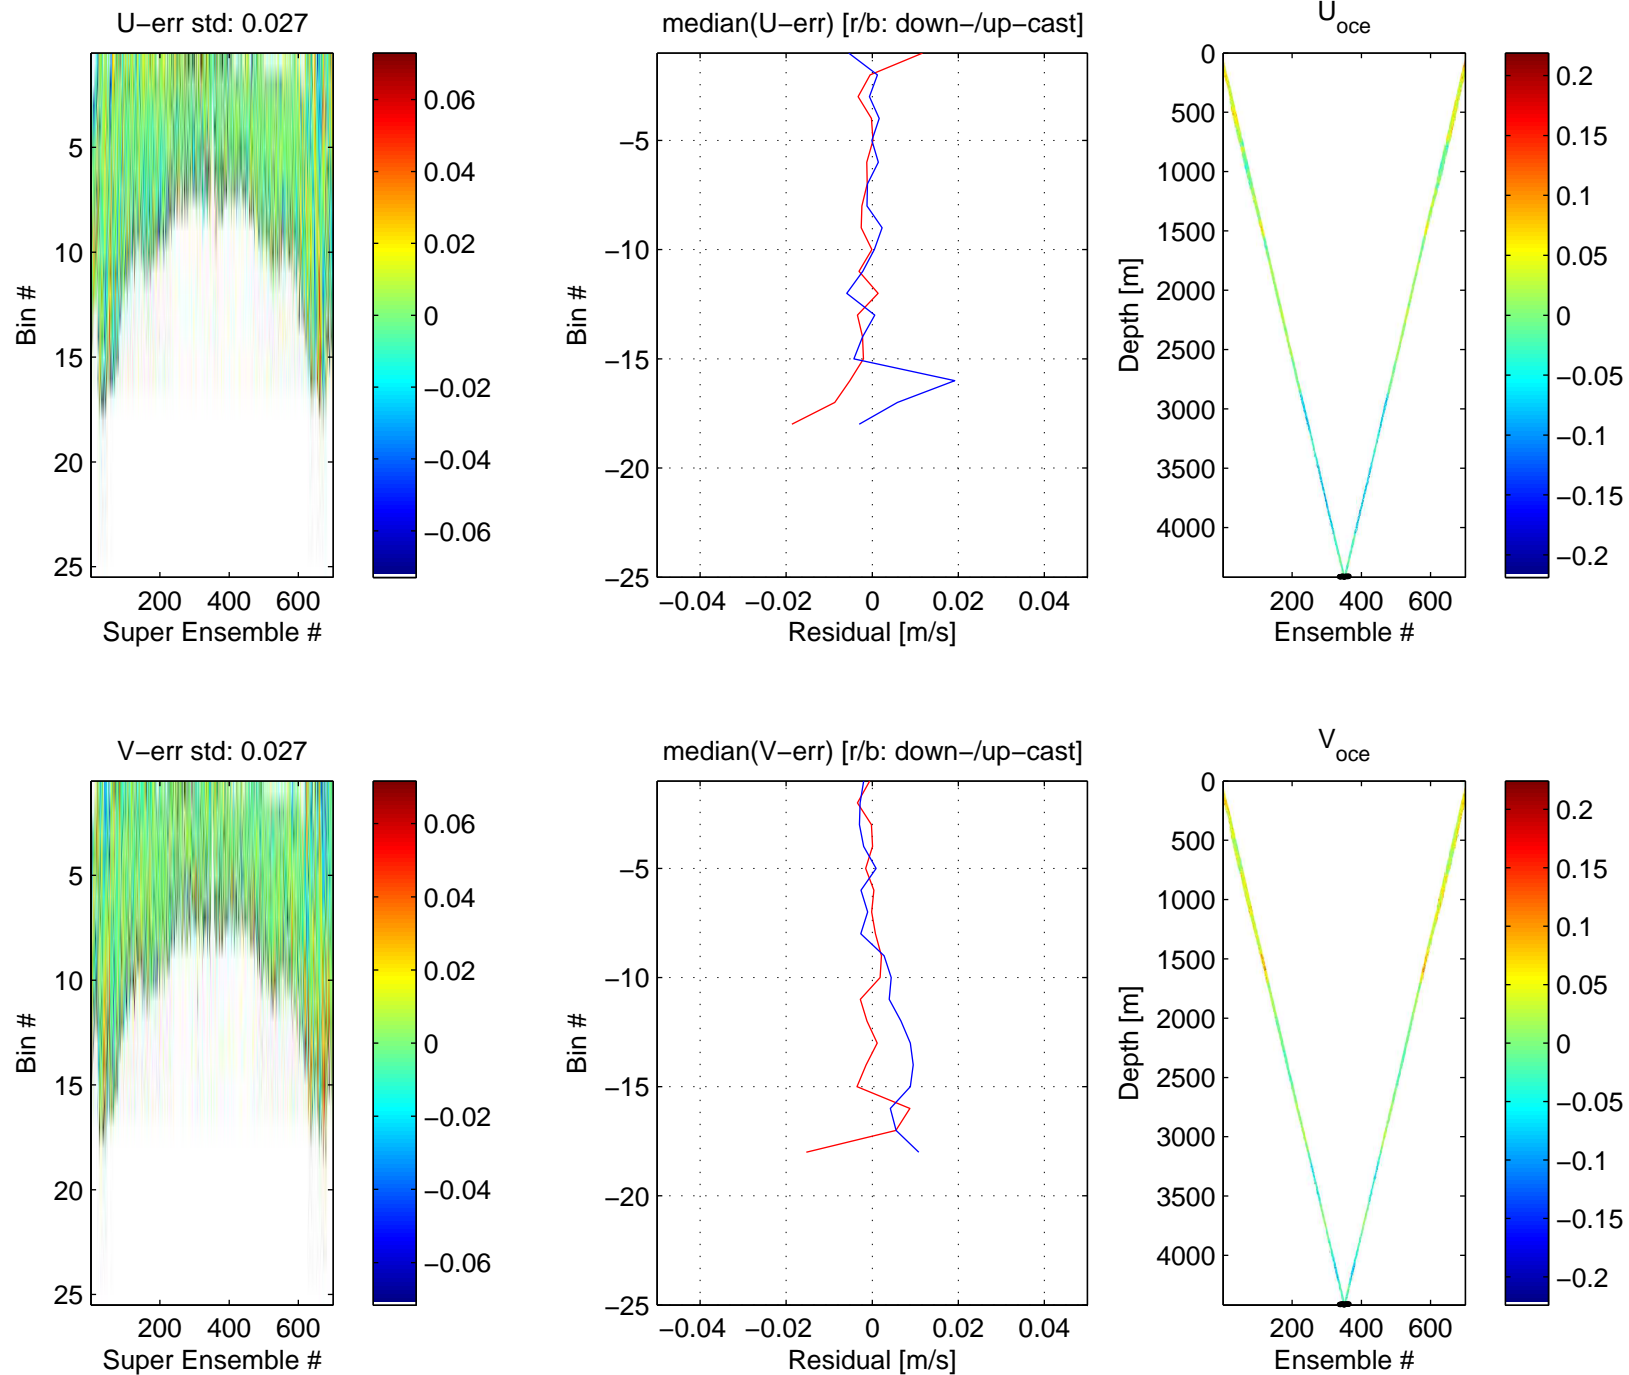 U−err std: 0.027
5
10
15
20
25
Bin #
200 400 600
Super Ensemble #
0.06
0.04
0.02
0
−0.02
−0.04
−0.06
median(U−err) [r/b: down−/up−cast]
−5
−10
−15
−20
−25
Bin #
−0.04 −0.02 0 0.02 0.04
Residual [m/s]
U_oce
0
500
1000
1500
2000
2500
3000
3500
4000
Depth [m]
200 400 600
Ensemble #
0.2
0.15
0.1
0.05
0
−0.05
−0.1
−0.15
−0.2
V−err std: 0.027
5
10
15
20
25
Bin #
200 400 600
Super Ensemble #
0.06
0.04
0.02
0
−0.02
−0.04
−0.06
median(V−err) [r/b: down−/up−cast]
−5
−10
−15
−20
−25
Bin #
−0.04 −0.02 0 0.02 0.04
Residual [m/s]
V_oce
0
500
1000
1500
2000
2500
3000
3500
4000
Depth [m]
200 400 600
Ensemble #
0.2
0.15
0.1
0.05
0
−0.05
−0.1
−0.15
−0.2